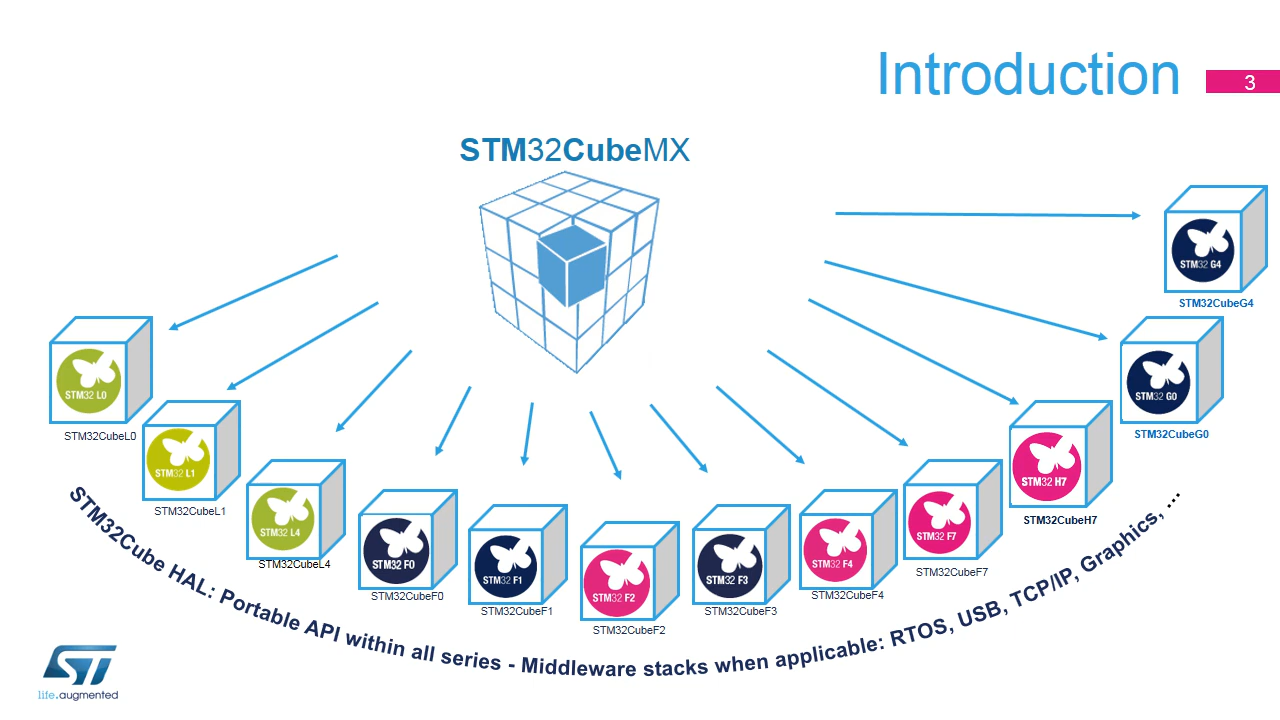 Introduction
3
STM32CubeMX
STM32 G4
STM32CubeG4
STM32 G0
STM32CubeG0
STM32 L0
STM32CubeL0
STM32 L1
STM32CubeL1
STM32 L4
STM32CubeL4
STM32 F0
STM32CubeF0
STM32 F1
STM32CubeF1
STM32 F2
STM32CubeF2
STM32 F3
STM32CubeF3
STM32 F4
STM32CubeF4
STM32 F7
STM32CubeF7
STM32 H7
STM32CubeH7
STM32Cube HAL: Portable API within all series - Middleware stacks when applicable: RTOS, USB, TCP/IP, Graphics, ...
ST
life.augmented